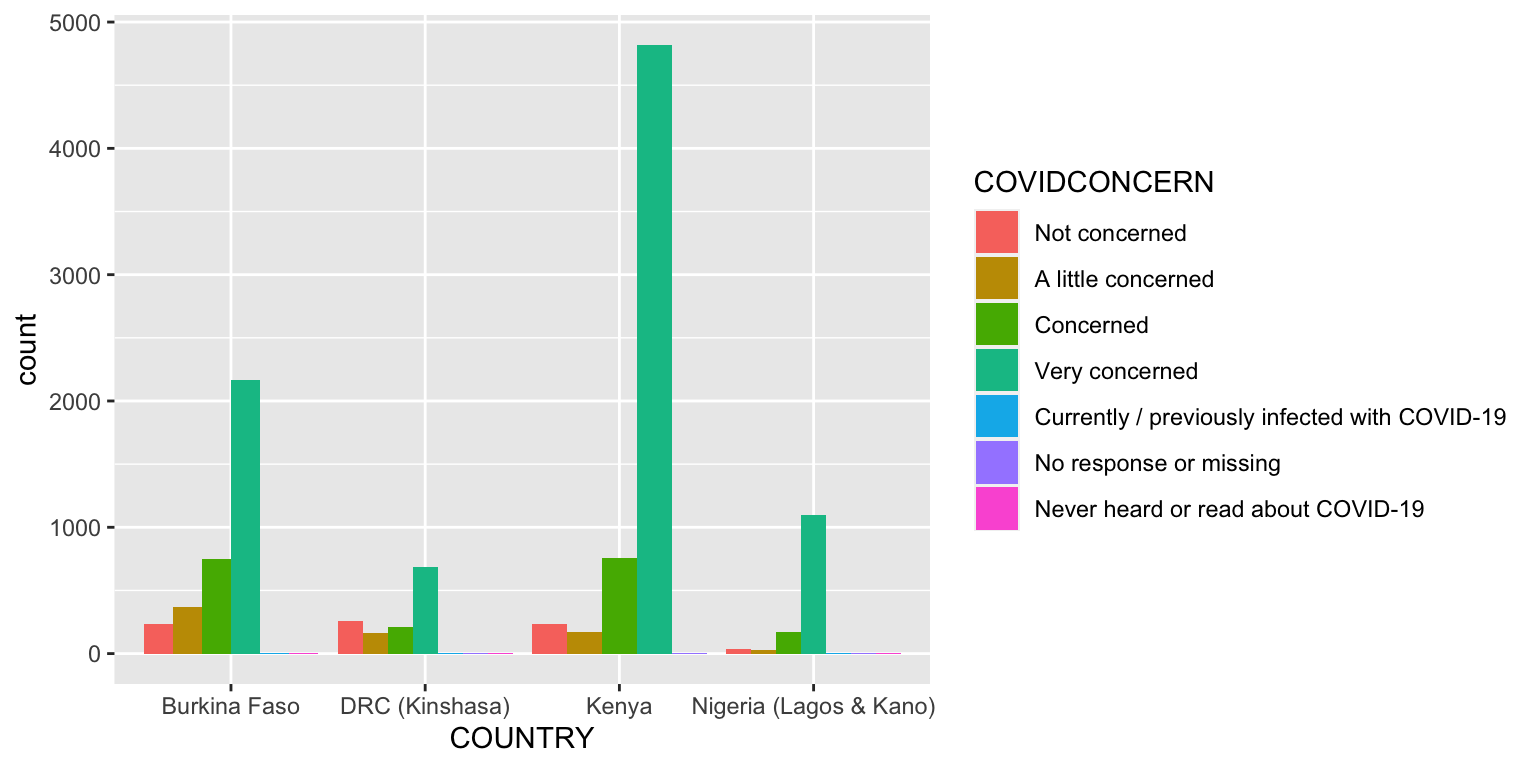 5000
4000
3000
2000
1000
0
count
Burkina Faso
DRC (Kinshasa)
Kenya
Nigeria (Lagos & Kano)
COUNTRY
COVIDCONCERN
Not concerned
A little concerned
Concerned
Very concerned
Currently / previously infected with COVID-19
No response or missing
Never heard or read about COVID-19